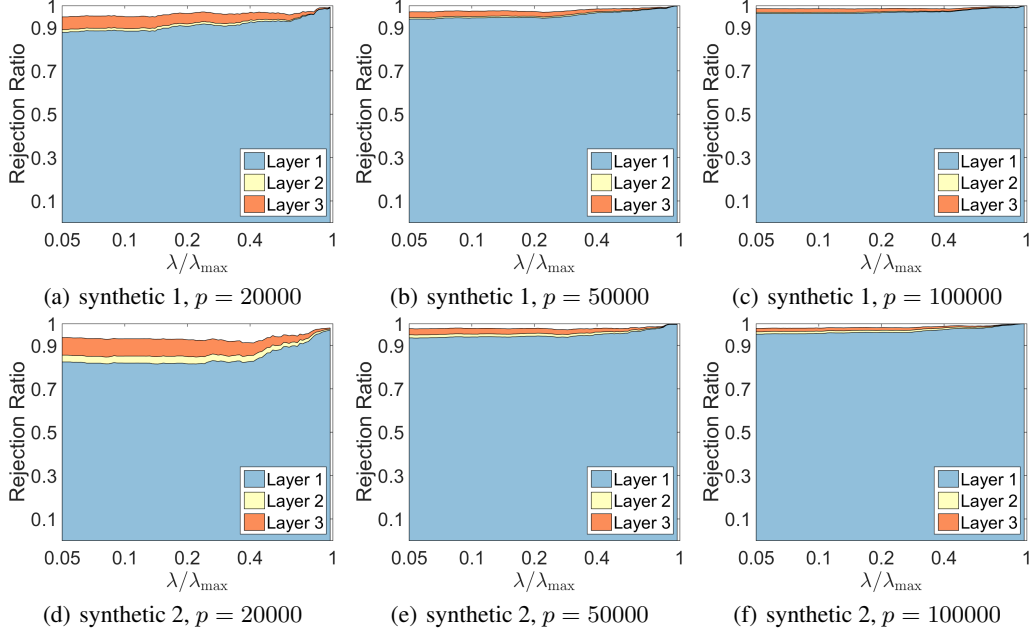 Rejection Ratio
1
0.9
0.7
0.5
0.3
0.1
Layer 1
Layer 2
Layer 3
0.05 0.1 0.2 0.4 1
λ/λmax
(a) synthetic 1, p = 20000
Rejection Ratio
1
0.9
0.7
0.5
0.3
0.1
Layer 1
Layer 2
Layer 3
0.05 0.1 0.2 0.4 1
λ/λmax
(b) synthetic 1, p = 50000
Rejection Ratio
1
0.9
0.7
0.5
0.3
0.1
Layer 1
Layer 2
Layer 3
0.05 0.1 0.2 0.4 1
λ/λmax
(c) synthetic 1, p = 100000
Rejection Ratio
1
0.9
0.7
0.5
0.3
0.1
Layer 1
Layer 2
Layer 3
0.05 0.1 0.2 0.4 1
λ/λmax
(d) synthetic 2, p = 20000
Rejection Ratio
1
0.9
0.7
0.5
0.3
0.1
Layer 1
Layer 2
Layer 3
0.05 0.1 0.2 0.4 1
λ/λmax
(e) synthetic 2, p = 50000
Rejection Ratio
1
0.9
0.7
0.5
0.3
0.1
Layer 1
Layer 2
Layer 3
0.05 0.1 0.2 0.4 1
λ/λmax
(f) synthetic 2, p = 100000